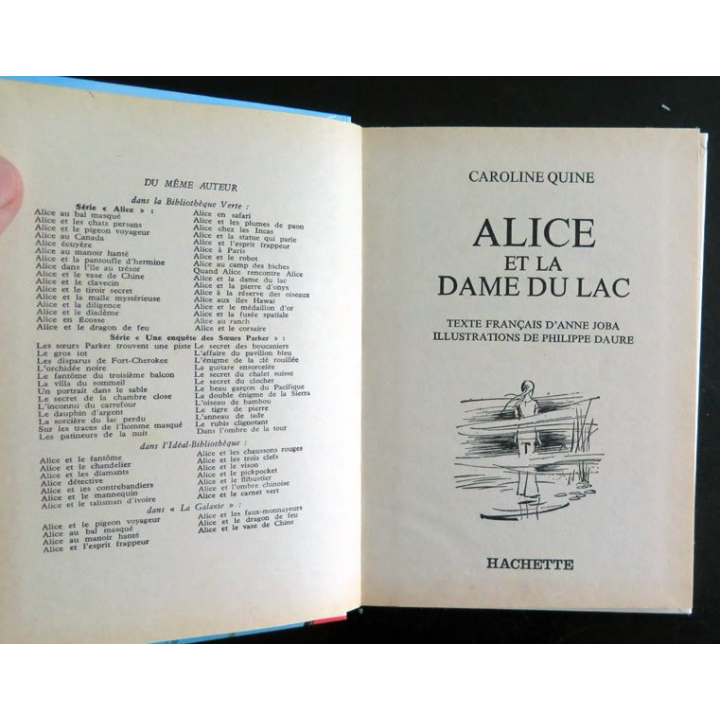 DU MÊME AUTEUR
dans la Bibliothèque Verte :
Série « Alice » :
Alice au bal masqué
Alice et les chats persans
Alice et le pigeon voyageur
Alice au Canada
Alice écuyère
Alice au manoir hanté
Alice et la pantoufle d'hermine
Alice dans l'île au trésor
Alice et le vase de Chine
Alice et le clavecin
Alice et le tiroir secret
Alice et la malle mystérieuse
Alice et la diligence
Alice et le diadème
Alice en Écosse
Alice et le dragon de feu
Alice en safari
Alice et les plumes de paon
Alice chez les Incas
Alice et la statue qui parle
Alice et l'esprit frappeur
Alice à Paris
Alice et le robot
Alice au camp des biches
Quand Alice rencontre Alice
Alice et la dame du lac
Alice et la pierre d'onyx
Alice à la réserve des oiseaux
Alice aux îles Hawaï
Alice et le médaillon d'or
Alice et la fusée spatiale
Alice au ranch
Alice et le corsaire
Série « Une enquête des Sœurs Parker » :
Les sœurs Parker trouvent une piste
Le gros lot
Les disparus de Fort-Cherokee
L'orchidée noire
Le fantôme du troisième balcon
La villa du sommeil
Un portrait dans le sable
Le secret de la chambre close
L'inconnu du carrefour
Le dauphin d'argent
La sorcière du lac perdu
Sur les traces de l'homme masqué
Les patineurs de la nuit
Le secret des boucaniers
L'affaire du pavillon bleu
L'énigme de la clé rouillée
La guitare ensorcelée
Le secret du chalet suisse
Le secret du clocher
Le beau garçon du Pacifique
La double énigme de la Sierra
L'oiseau de bambou
Le tigre de pierre
L'anneau de jade
Le rubis clignotant
Dans l'ombre de la tour
dans l'Idéal-Bibliothèque :
Alice et le fantôme
Alice et le chandelier
Alice et les diamants
Alice détective
Alice et les contrebandiers
Alice et le mannequin
Alice et le talisman d'ivoire
Alice et les chaussons rouges
Alice et les trois clefs
Alice et le vison
Alice et le pickpocket
Alice et le flibustier
Alice et l'ombre chinoise
Alice et le carnet vert
dans « La Galaxie » :
Alice et le pigeon voyageur
Alice au bal masqué
Alice au manoir hanté
Alice et l'esprit frappeur
Alice et les faux-monnayeurs
Alice et le dragon de feu
Alice et le vase de Chine
CAROLINE QUINE
ALICE
ET LA
DAME DU LAC
TEXTE FRANÇAIS D'ANNE JOBA
ILLUSTRATIONS DE PHILIPPE DAURE
HACHETTE